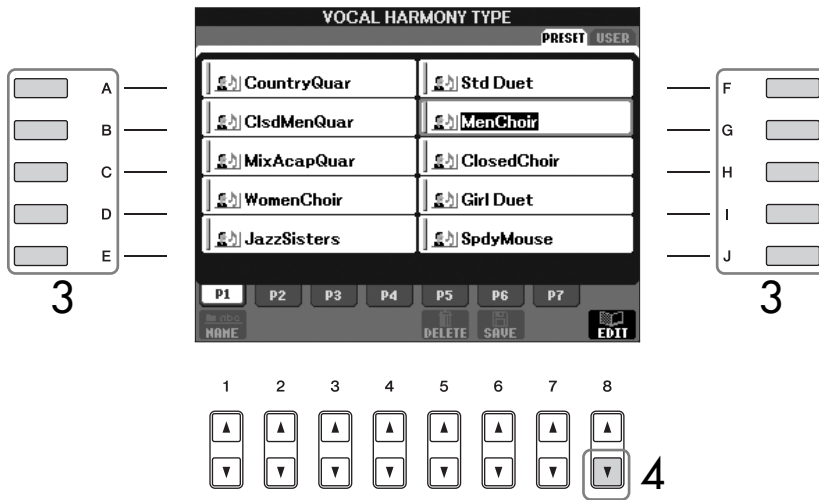 VOCAL HARMONY TYPE
PRESET USER
A CountryQuar Std Duet F
B ClsdMenQuar MenChoir G
C MixAcapQuar ClosedChoir H
D WomenChoir Girl Duet I
E JazzSisters SpdyMouse J
3 3
P1 P2 P3 P4 P5 P6 P7
abc
NAME DELETE SAVE EDIT
1 2 3 4 5 6 7 8
4